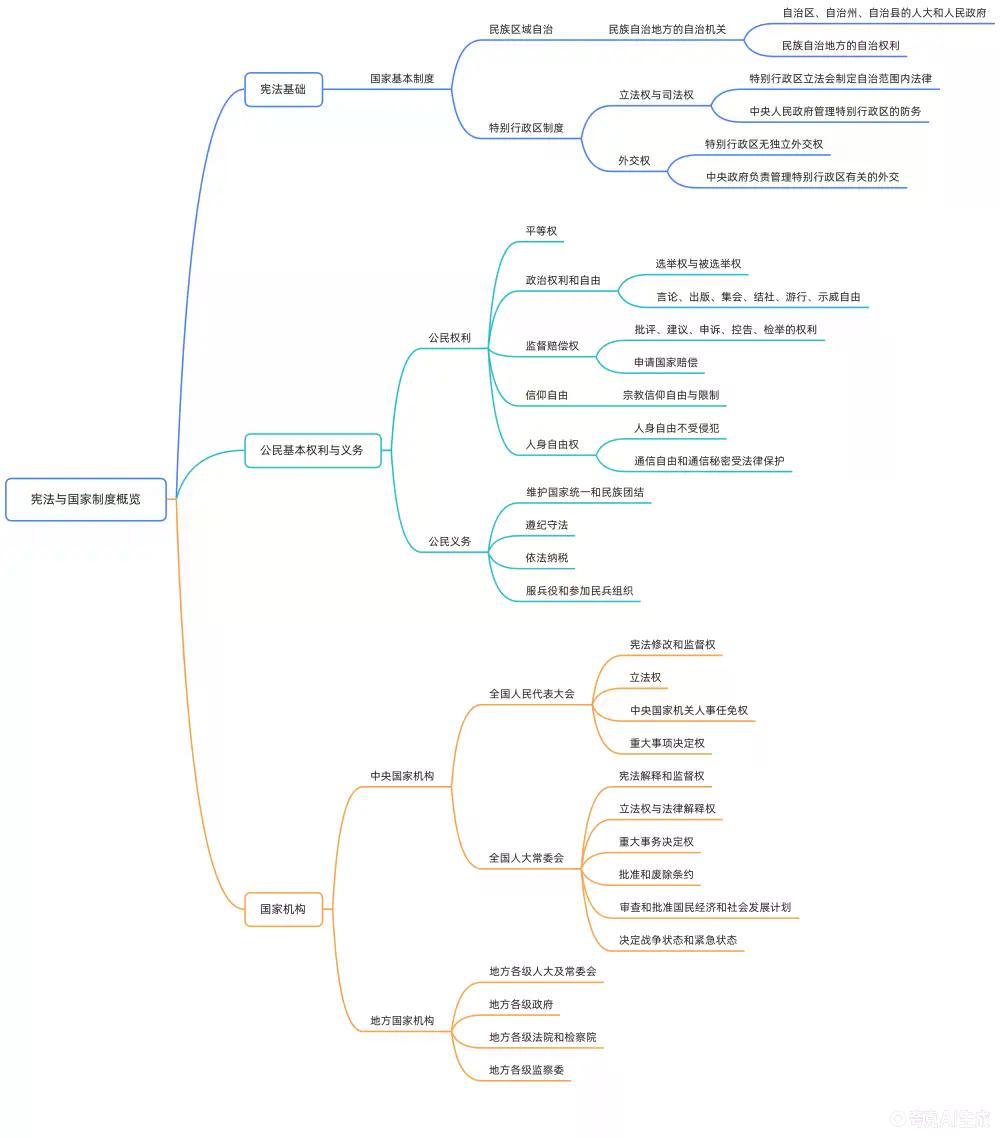 宪法与国家制度概览
宪法基础
国家基本制度
民族区域自治
民族自治地方的自治机关
自治区、自治州、自治县的人大和人民政府
民族自治地方的自治权利
特别行政区制度
立法权与司法权
特别行政区立法会制定自治范围内法律
中央人民政府管理特别行政区的防务
外交权
特别行政区无独立外交权
中央政府负责管理特别行政区有关的外交
公民基本权利与义务
公民权利
平等权
政治权利和自由
选举权与被选举权
言论、出版、集会、结社、游行、示威自由
监督赔偿权
批评、建议、申诉、控告、检举的权利
申请国家赔偿
信仰自由
宗教信仰自由与限制
人身自由权
人身自由不受侵犯
通信自由和通信秘密受法律保护
公民义务
维护国家统一和民族团结
遵纪守法
依法纳税
服兵役和参加民兵组织
国家机构
中央国家机构
全国人民代表大会
宪法修改和监督权
立法权
中央国家机关人事任免权
重大事项决定权
全国人大常委会
宪法解释和监督权
立法权与法律解释权
重大事务决定权
批准和废除条约
审查和批准国民经济和社会发展计划
决定战争状态和紧急状态
地方国家机构
地方各级人大及常委会
地方各级政府
地方各级法院和检察院
地方各级监察委
夸克AI生成